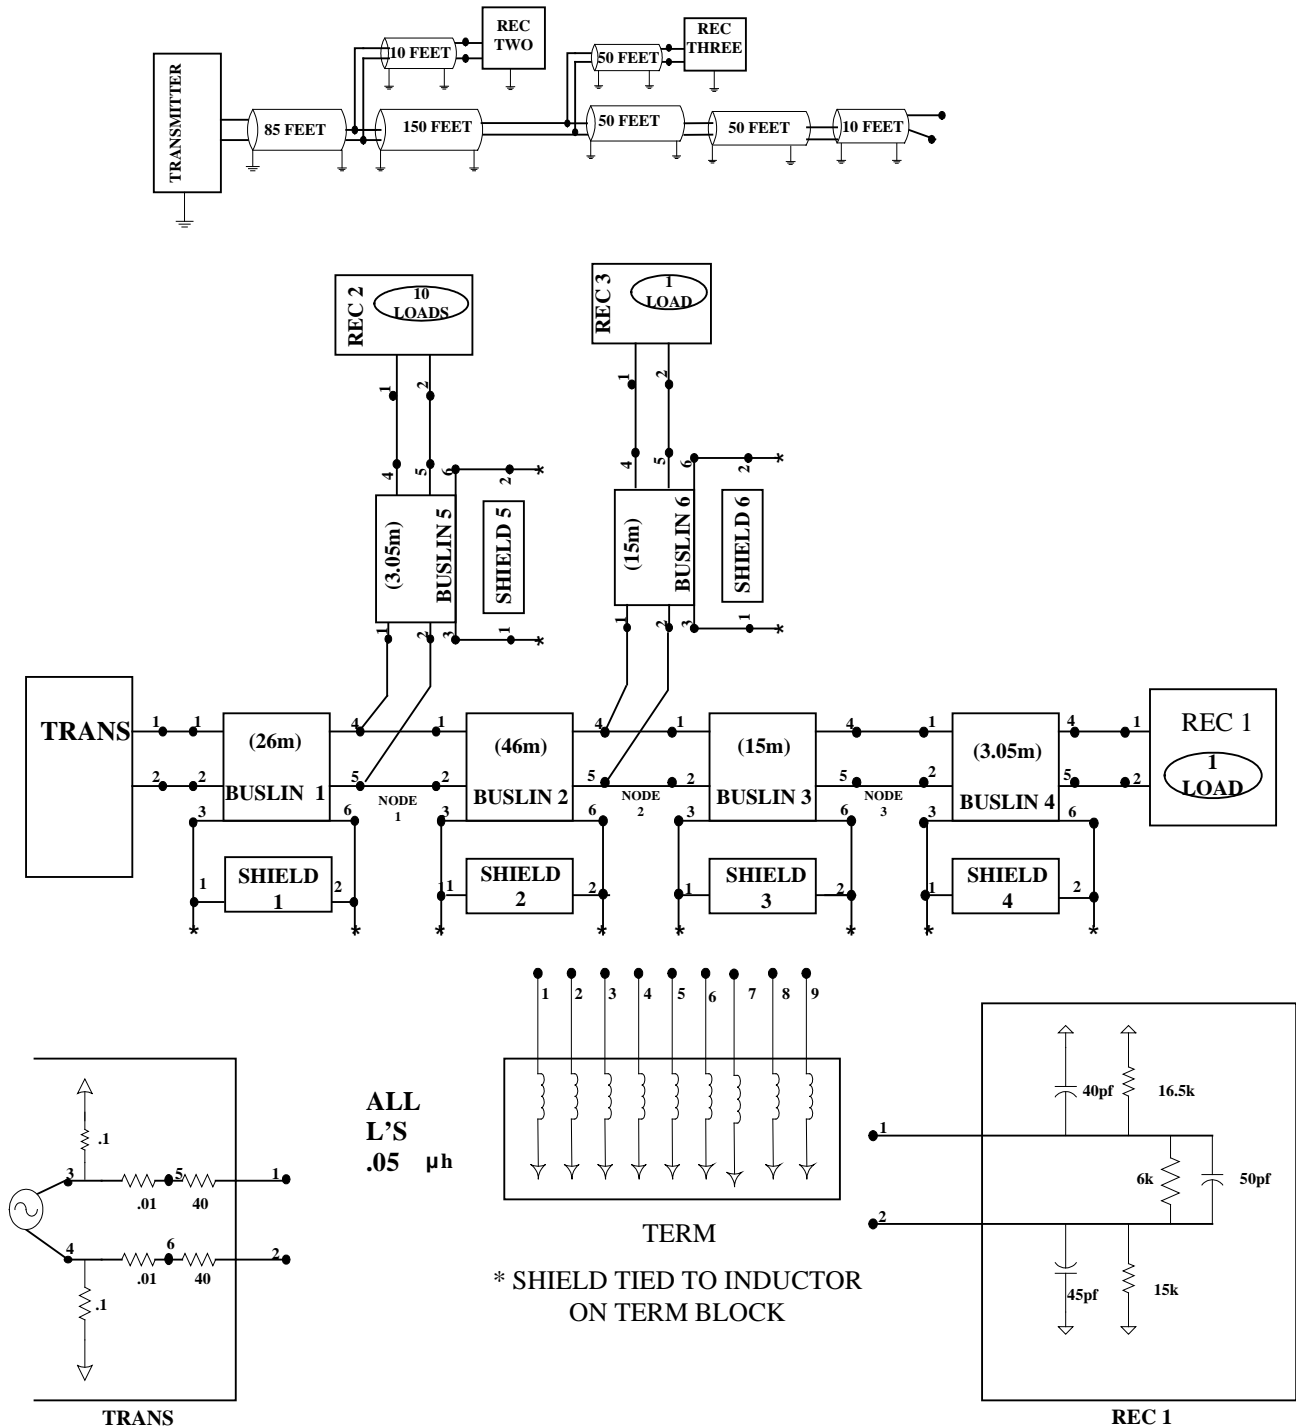 REC
TWO
REC
THREE
10 FEET
50 FEET
TRANSMITTER
85 FEET
150 FEET
50 FEET
50 FEET
10 FEET
REC 2
10
LOADS
REC 3
1
LOAD
1
2
1
2
4
5
6
2
*
4
5
6
2
*
(3.05m)
BUSLIN 5
SHIELD 5
(15m)
BUSLIN 6
SHIELD 6
1
2
3
1
*
1
2
3
1
*
TRANS
1
1
(26m)
4
1
(46m)
4
1
(15m)
4
1
(3.05m)
4
1
REC 1
1
LOAD
2
2
BUSLIN 1
5
NODE
1
2
BUSLIN 2
5
NODE
2
2
BUSLIN 3
5
NODE
3
2
BUSLIN 4
5
2
3
6
3
6
3
6
3
6
1
SHIELD
1
2
11
SHIELD
2
2
1
SHIELD
3
2
1
SHIELD
4
2
* * * * * * * *
1 2 3 4 5 6 7 8 9
ALL
L'S
.05 µh
TERM
* SHIELD TIED TO INDUCTOR
ON TERM BLOCK
.1
3
.01
5
40
1
4
.01
6
40
2
.1
TRANS
40pf
16.5k
1
6k
50pf
2
45pf
15k
REC 1